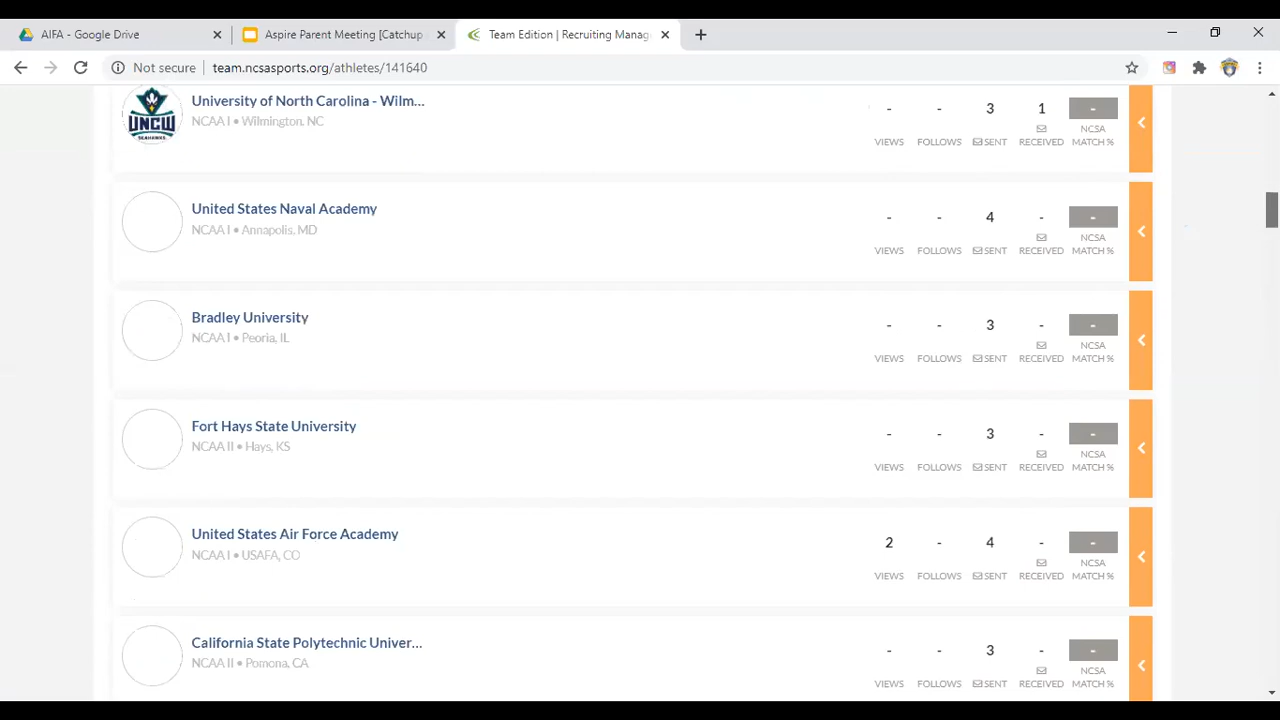 AIFA - Google Drive
Aspire Parent Meeting [Catchup
Team Edition | Recruiting Manag
Not secure
team.ncsasports.org/athletes/141640
UNCW
SEAHAWKS
University of North Carolina - Wilm...
NCAA I • Wilmington, NC
- - 3 1 -
VIEWS FOLLOWS SENT RECEIVED NCSA MATCH %
United States Naval Academy
NCAA I • Annapolis, MD
- - 4 - -
VIEWS FOLLOWS SENT RECEIVED NCSA MATCH %
Bradley University
NCAA I • Peoria, IL
- - 3 - -
VIEWS FOLLOWS SENT RECEIVED NCSA MATCH %
Fort Hays State University
NCAA II • Hays, KS
- - 3 - -
VIEWS FOLLOWS SENT RECEIVED NCSA MATCH %
United States Air Force Academy
NCAA I • USAFA, CO
2 - 4 - -
VIEWS FOLLOWS SENT RECEIVED NCSA MATCH %
California State Polytechnic Univer...
NCAA II • Pomona, CA
- - 3 - -
VIEWS FOLLOWS SENT RECEIVED NCSA MATCH %